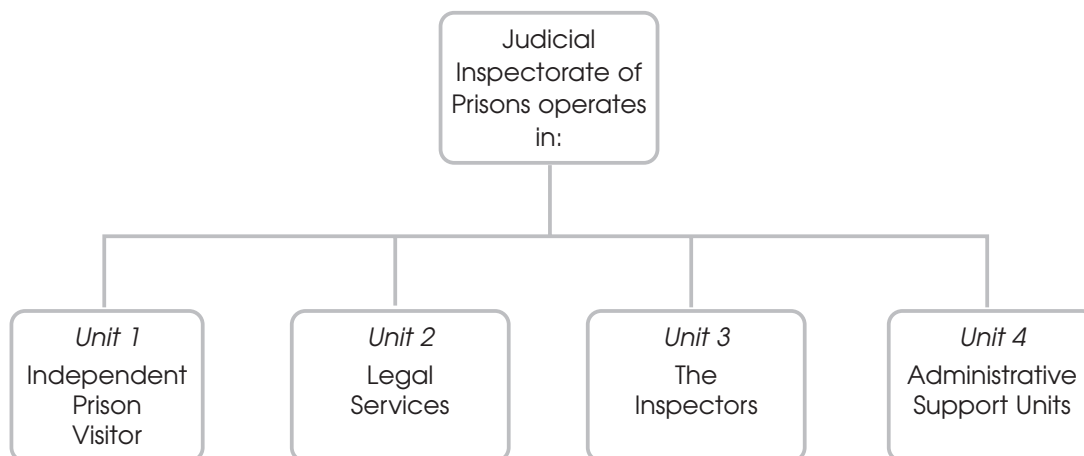 Judicial
Inspectorate of
Prisons operates
in:
Unit 1
Independent
Prison
Visitor
Unit 2
Legal
Services
Unit 3
The
Inspectors
Unit 4
Administrative
Support Units